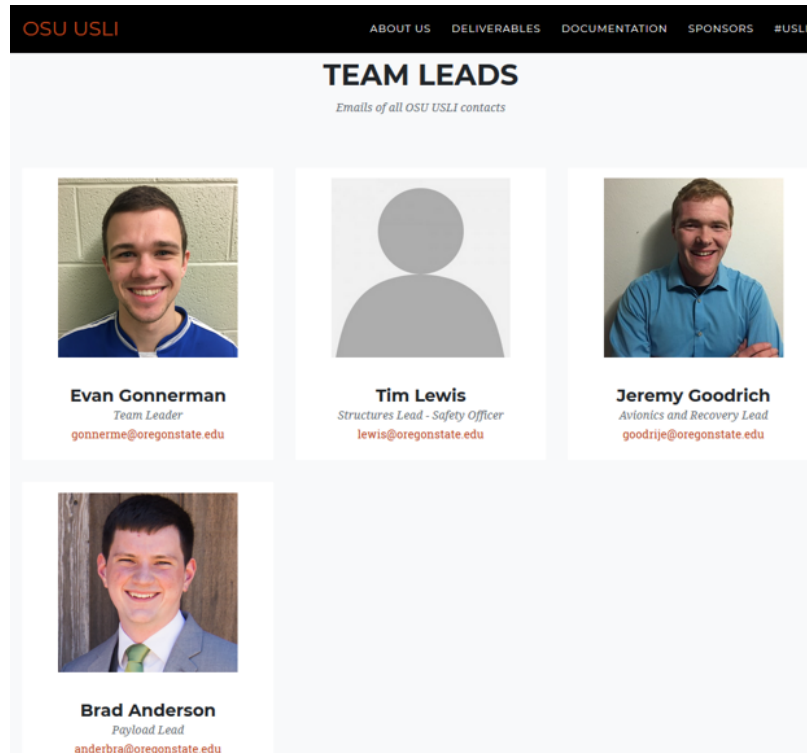 OSU USLI ABOUT US DELIVERABLES DOCUMENTATION SPONSORS #USLI
TEAM LEADS
Emails of all OSU USLI contacts
Evan Gonnerman
Team Leader
gonnerme@oregonstate.edu
Tim Lewis
Structures Lead - Safety Officer
lewis@oregonstate.edu
Jeremy Goodrich
Avionics and Recovery Lead
goodrije@oregonstate.edu
Brad Anderson
Payload Lead
anderbra@oregonstate.edu